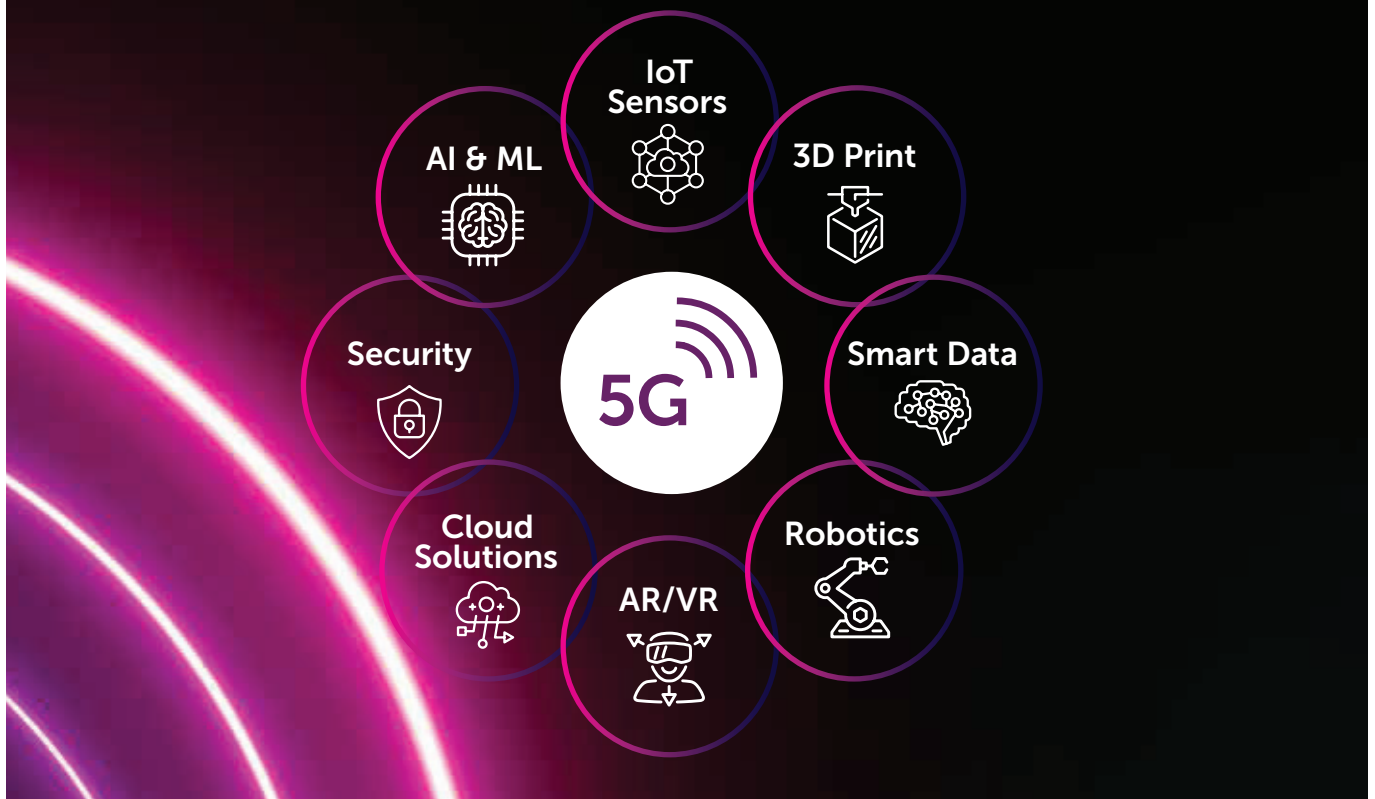 IoT
Sensors
AI & ML
3D Print
Security
5G
Smart Data
Cloud
Solutions
Robotics
AR/VR